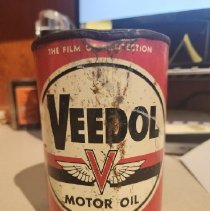 THE FILM OF PROTECTION
VEEDOL
V
MOTOR OIL